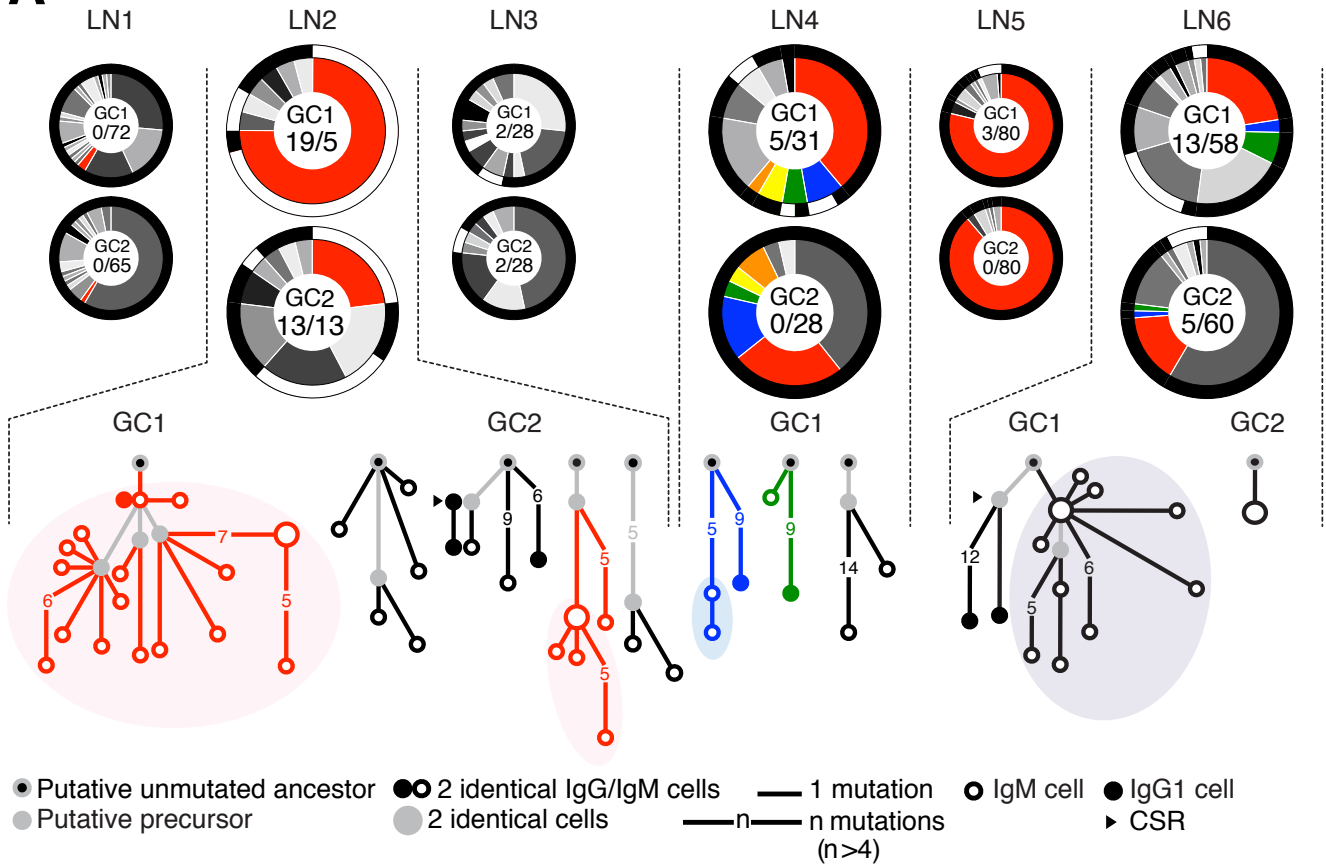 LN1 LN2 LN3 LN4 LN5 LN6
GC1
0/72
GC1
19/5
GC1
2/28
GC1
5/31
GC1
3/80
GC1
13/58
GC2
0/65
GC2
13/13
GC2
2/28
GC2
0/28
GC2
0/80
GC2
5/60
GC1 GC2 GC1 GC1 GC2
7
6
5
9
6
5
5
5
5
9
9
14
12
5
6
Putative unmutated ancestor
2 identical IgG/IgM cells
1 mutation
IgM cell
IgG1 cell
Putative precursor
2 identical cells
n
n mutations
(n>4)
CSR